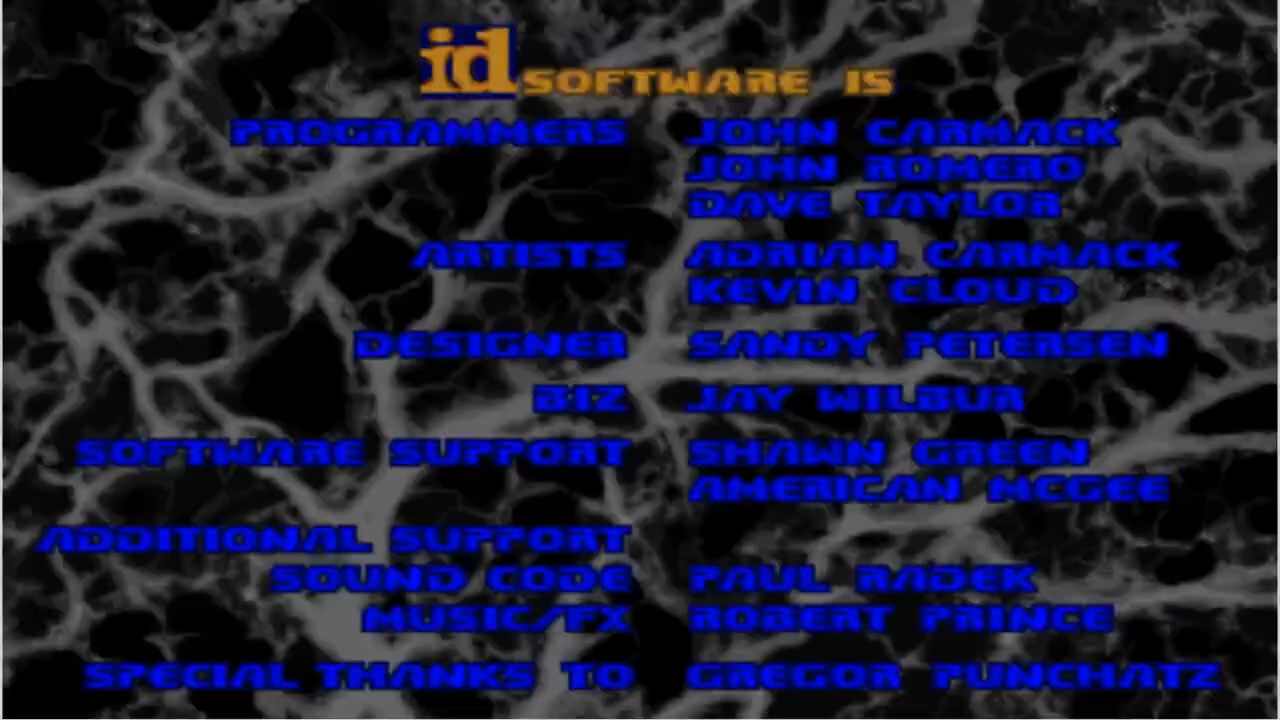 id SOFTWARE IS
PROGRAMMERS JOHN CARMACK
JOHN ROMERO
DAVE TAYLOR
ARTISTS ADRIAN CARMACK
KEVIN CLOUD
DESIGNER SANDY PETERSEN
BIZ JAY WILBUR
SOFTWARE SUPPORT SHAWN GREEN
AMERICAN MCGEE
ADDITIONAL SUPPORT
SOUND CODE PAUL RADEK
MUSIC/FX ROBERT PRINCE
SPECIAL THANKS TO GREGOR PUNCHATZ